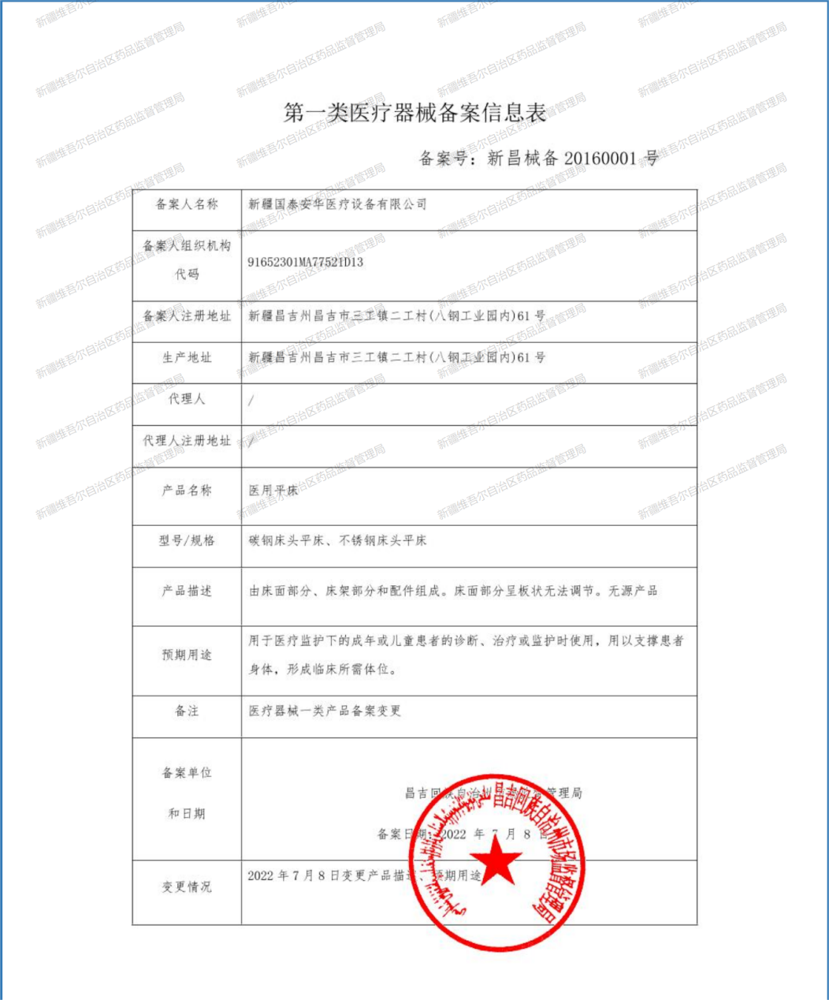 第一类医疗器械备案信息表
备案号：新昌械备 20160001 号
备案人名称
新疆国泰安华医疗设备有限公司
备案人组织机构
代码
91652301MA77521D13
备案人注册地址
新疆昌吉州昌吉市三工镇二工村(八钢工业园内)61 号
生产地址
新疆昌吉州昌吉市三工镇二工村(八钢工业园内)61 号
代理人
/
代理人注册地址
/
产品名称
医用平床
型号/规格
碳钢床头平床、不锈钢床头平床
产品描述
由床面部分、床架部分和配件组成。床面部分呈板状无法调节。无源产品
预期用途
用于医疗监护下的成年或儿童患者的诊断、治疗或监护时使用，用以支撑患者
身体，形成临床所需体位。
备注
医疗器械一类产品备案变更
备案单位
和日期
昌吉回族自治州市场监督管理局
备案日期：2022 年 7 月 8 日
变更情况
2022 年 7 月 8 日变更产品描述、预期用途
昌吉回族自治州市场监督管理局
新疆维吾尔自治区药品监督管理局